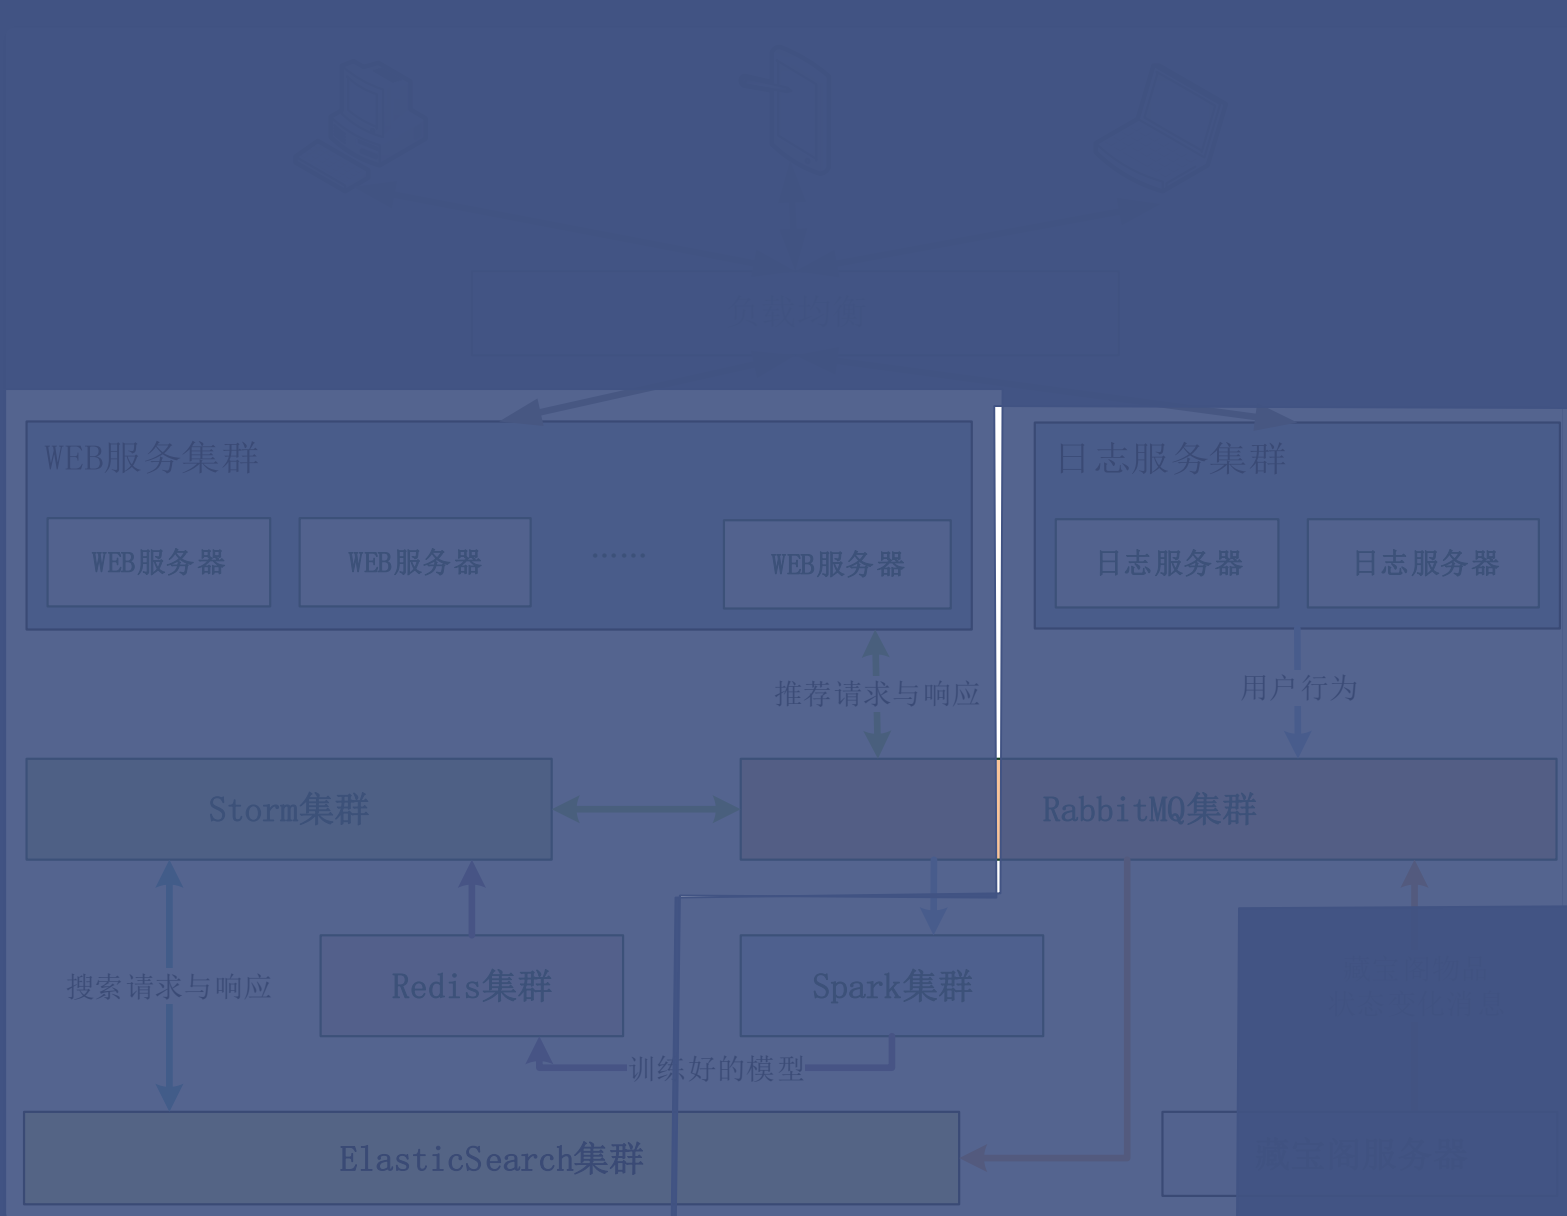 WEB服务集群
日志服务集群
WEB服务器
WEB服务器
……
WEB服务器
日志服务器
日志服务器
推荐请求与响应
用户行为
Storm集群
RabbitMQ集群
搜索请求与响应
Redis集群
Spark集群
训练好的模型
ElasticSearch集群